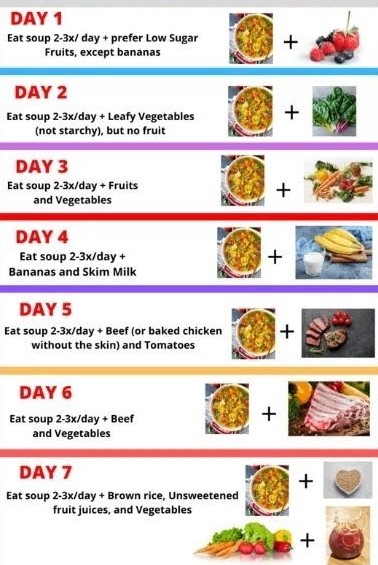 DAY 1
Eat soup 2-3x/ day + prefer Low Sugar
Fruits, except bananas
DAY 2
Eat soup 2-3x/day + Leafy Vegetables
(not starchy), but no fruit
DAY 3
Eat soup 2-3x/day + Fruits
and Vegetables
DAY 4
Eat soup 2-3x/day +
Bananas and Skim Milk
DAY 5
Eat soup 2-3x/day + Beef (or baked chicken
without the skin) and Tomatoes
DAY 6
Eat soup 2-3x/day + Beef
and Vegetables
DAY 7
Eat soup 2-3x/day + Brown rice, Unsweetened
fruit juices, and Vegetables